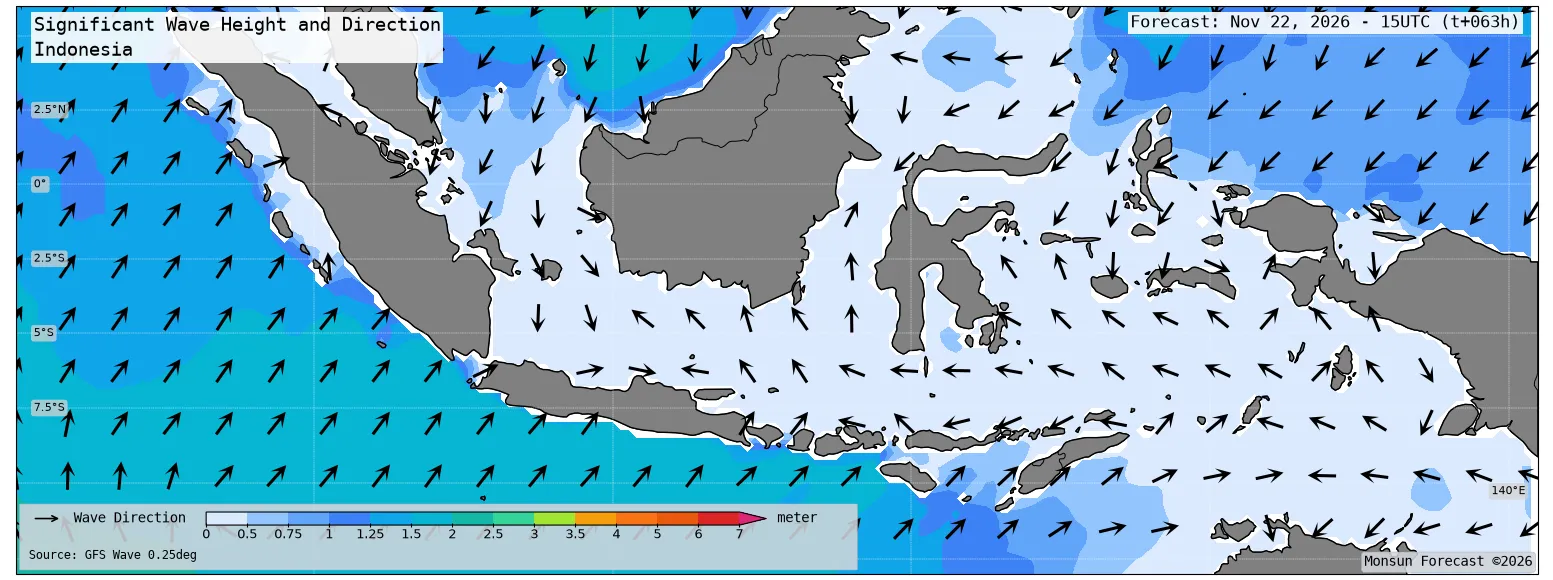 Significant Wave Height and Direction
Indonesia
Forecast: Nov 22, 2026 - 15UTC (t+063h)
2.5°N
0°
2.5°S
5°S
7.5°S
140°E
Wave Direction
0 0.5 0.75 1 1.25 1.5 2 2.5 3 3.5 4 5 6 7
meter
Source: GFS Wave 0.25deg
Monsun Forecast ©2026